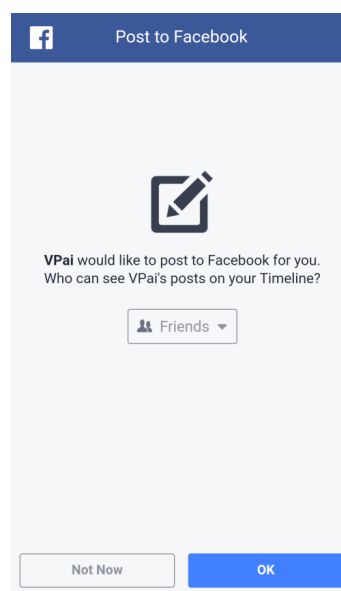 Post to Facebook
VPai would like to post to Facebook for you.
Who can see VPai's posts on your Timeline?
Friends
Not Now
OK